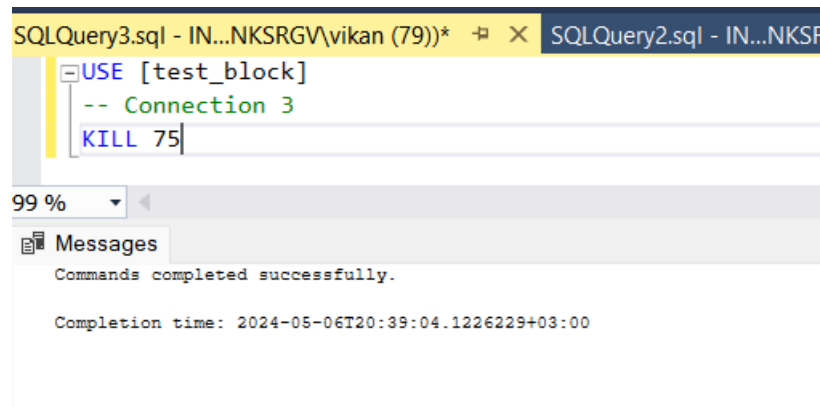 SQLQuery3.sql - IN...NKSRGV\vikan (79))* SQLQuery2.sql - IN...NKSR
USE [test_block]
-- Connection 3
KILL 75
99 %
Messages
Commands completed successfully.
Completion time: 2024-05-06T20:39:04.1226229+03:00